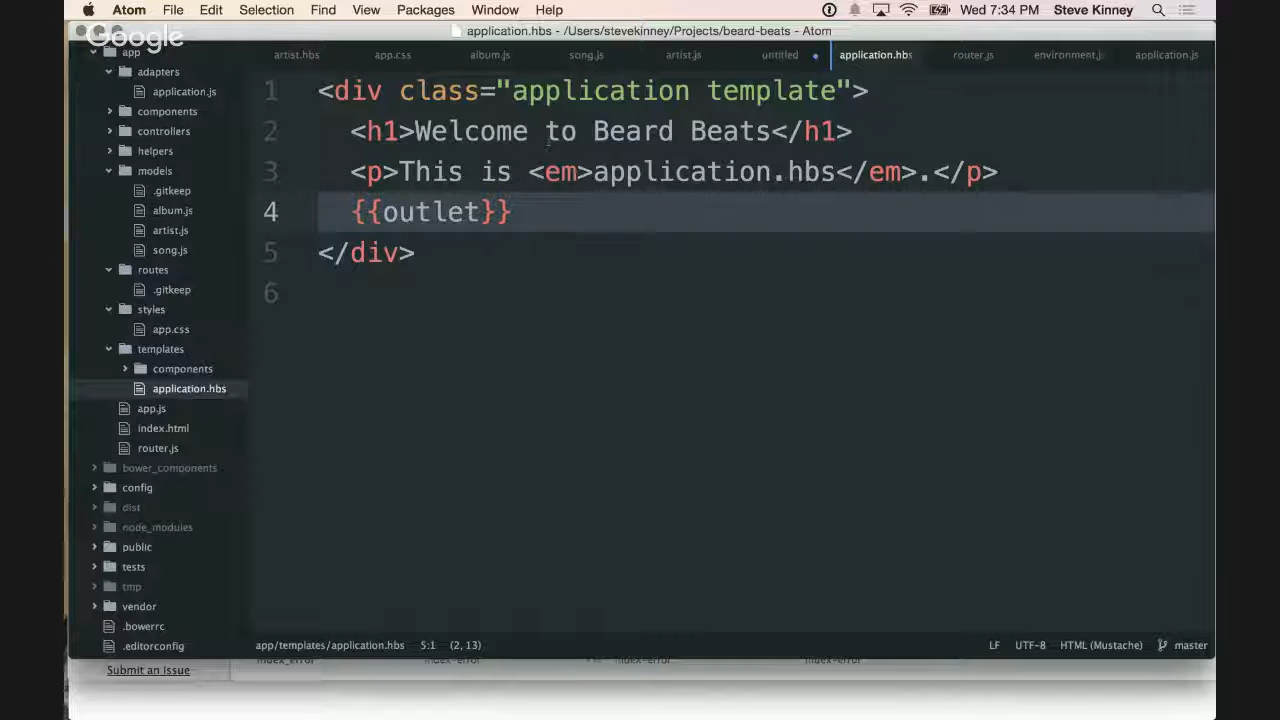 Atom File Edit Selection Find View Packages Window Help Wed 7:34 PM Steve Kinney
Google
application.hbs - /Users/stevekinney/Projects/beard-beats - Atom
artist.hbs app.css album.js song.js artist.js untitled application.hbs router.js environment.j application.js
app
adapters
application.js
components
controllers
helpers
models
.gitkeep
album.js
artist.js
song.js
routes
.gitkeep
styles
app.css
templates
components
application.hbs
app.js
index.html
router.js
bower_components
config
dist
node_modules
public
tests
tmp
vendor
.bowerrc
.editorconfig
1 <div class="application template">
2 <h1>Welcome to Beard Beats</h1>
3 <p>This is <em>application.hbs</em>.</p>
4 {{outlet}}
5 </div>
6
app/templates/application.hbs 5:1 (2, 13) LF UTF-8 HTML (Mustache) master
Submit an Issue